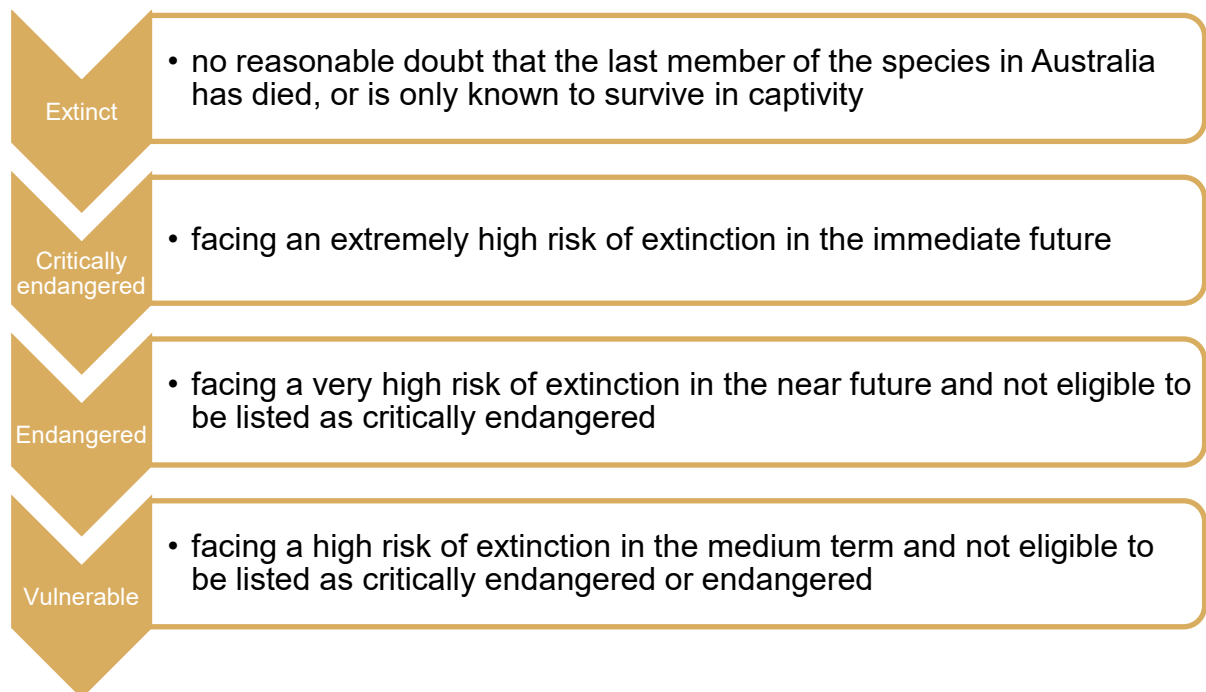 Extinct
• no reasonable doubt that the last member of the species in Australia
has died, or is only known to survive in captivity
Critically
endangered
• facing an extremely high risk of extinction in the immediate future
Endangered
• facing a very high risk of extinction in the near future and not eligible to
be listed as critically endangered
Vulnerable
• facing a high risk of extinction in the medium term and not eligible to
be listed as critically endangered or endangered